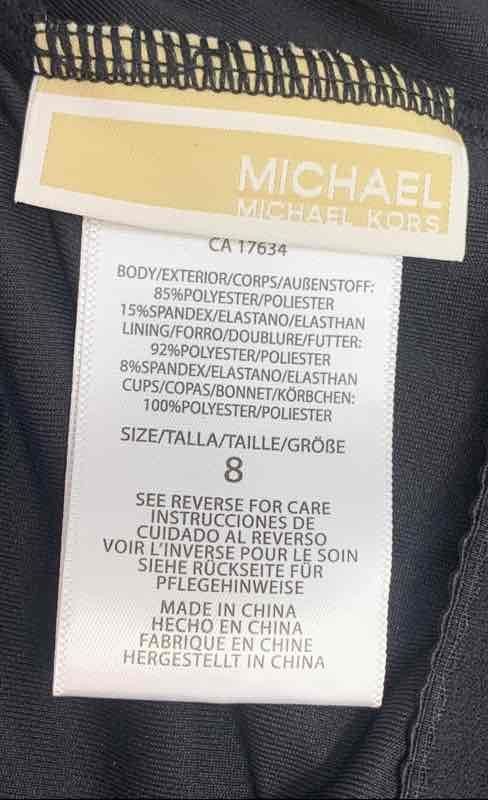 MICHAEL
MICHAEL KORS
CA 17634
BODY/EXTERIOR/CORPS/AUßENSTOFF:
85%POLYESTER/POLIESTER
15%SPANDEX/ELASTANO/ELASTHAN
LINING/FORRO/DOUBLURE/FUTTER:
92%POLYESTER/POLIESTER
8%SPANDEX/ELASTANO/ELASTHAN
CUPS/COPAS/BONNET/KÖRBCHEN:
100%POLYESTER/POLIESTER
SIZE/TALLA/TAILLE/GRÖßE
8
SEE REVERSE FOR CARE
INSTRUCCIONES DE
CUIDADO AL REVERSO
VOIR L'INVERSE POUR LE SOIN
SIEHE RÜCKSEITE FÜR
PFLEGEHINWEISE
MADE IN CHINA
HECHO EN CHINA
FABRIQUE EN CHINE
HERGESTELLT IN CHINA